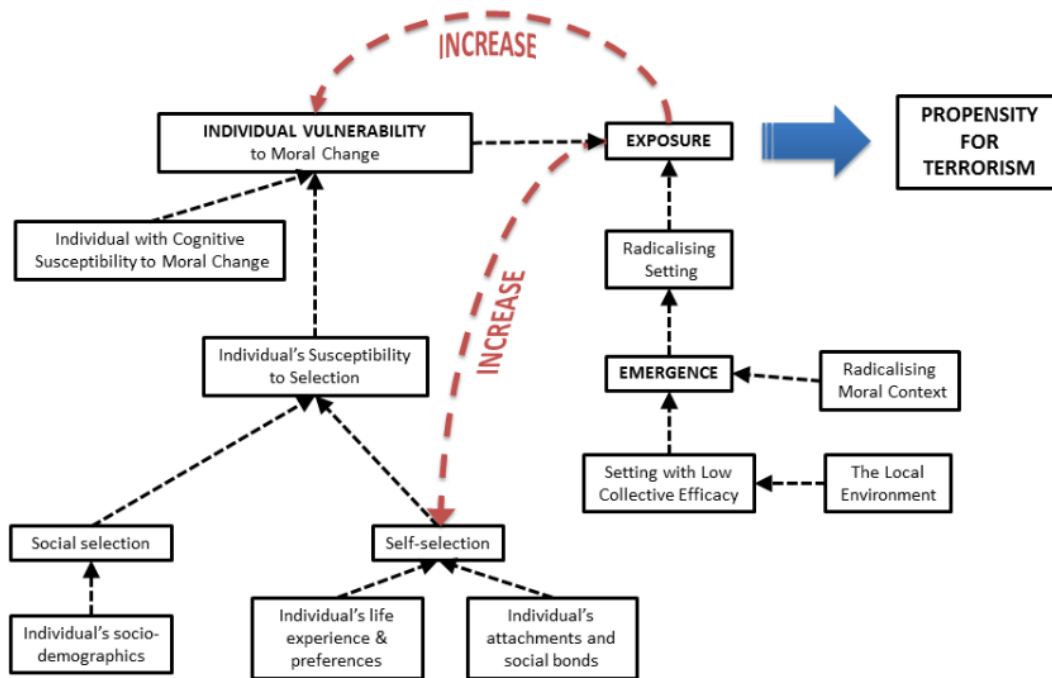 INCREASE
INDIVIDUAL VULNERABILITY
to Moral Change
EXPOSURE
PROPENSITY
FOR
TERRORISM
Individual with Cognitive
Susceptibility to Moral Change
Radicalising
Setting
INCREASE
Individual's Susceptibility
to Selection
EMERGENCE
Radicalising
Moral Context
Setting with Low
Collective Efficacy
The Local
Environment
Social selection
Self-selection
Individual's socio-
demographics
Individual's life
experience &
preferences
Individual's
attachments and
social bonds